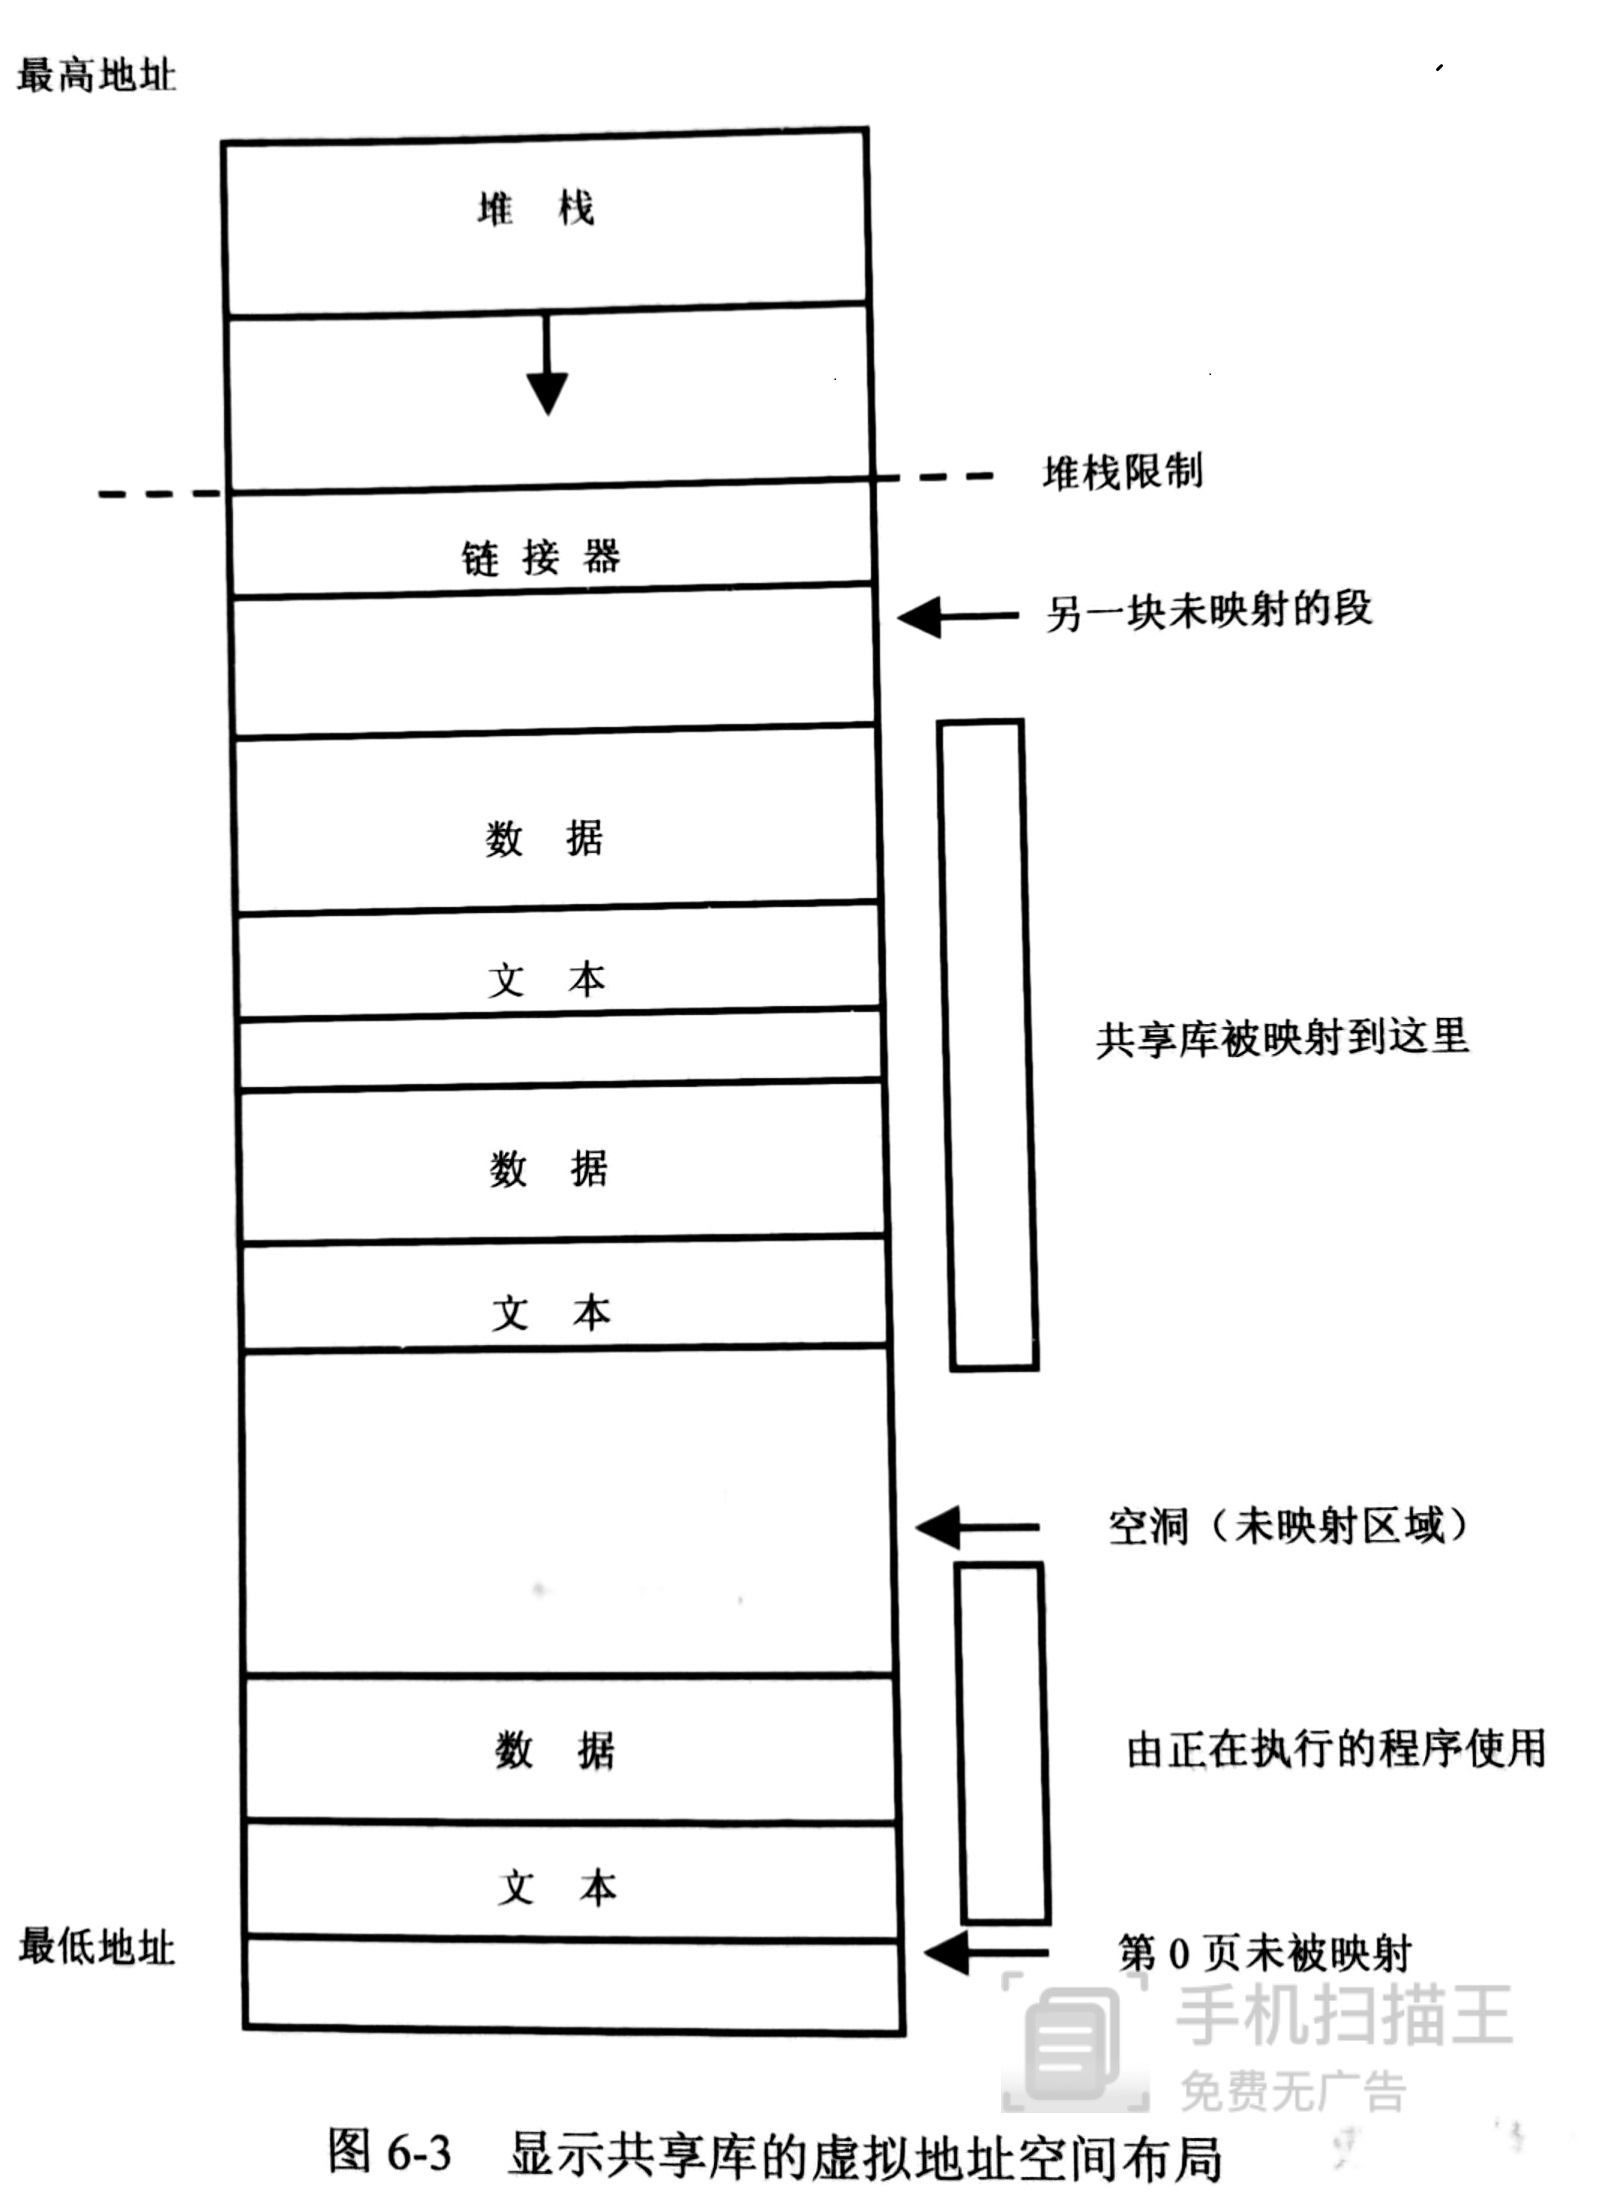 最高地址
堆 栈
堆栈限制
链 接 器
另一块未映射的段
数 据
文 本
共享库被映射到这里
数 据
文 本
空洞（未映射区域）
数 据
由正在执行的程序使用
文 本
最低地址
第 0 页未被映射
手机扫描王
免费无广告
图 6-3 显示共享库的虚拟地址空间布局